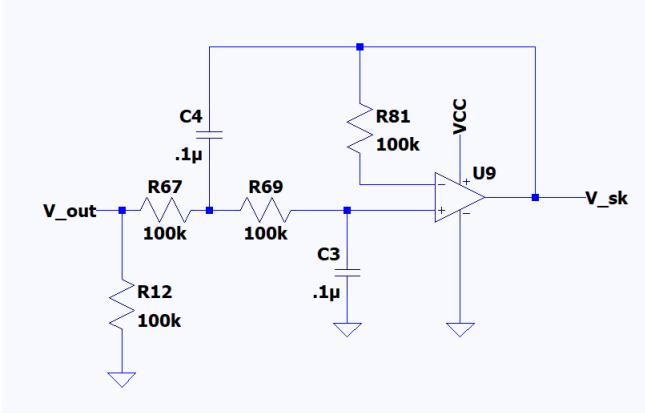 C4
.1µ
R81
100k
VCC
U9
R67
100k
R69
100k
V_out
V_sk
C3
.1µ
R12
100k